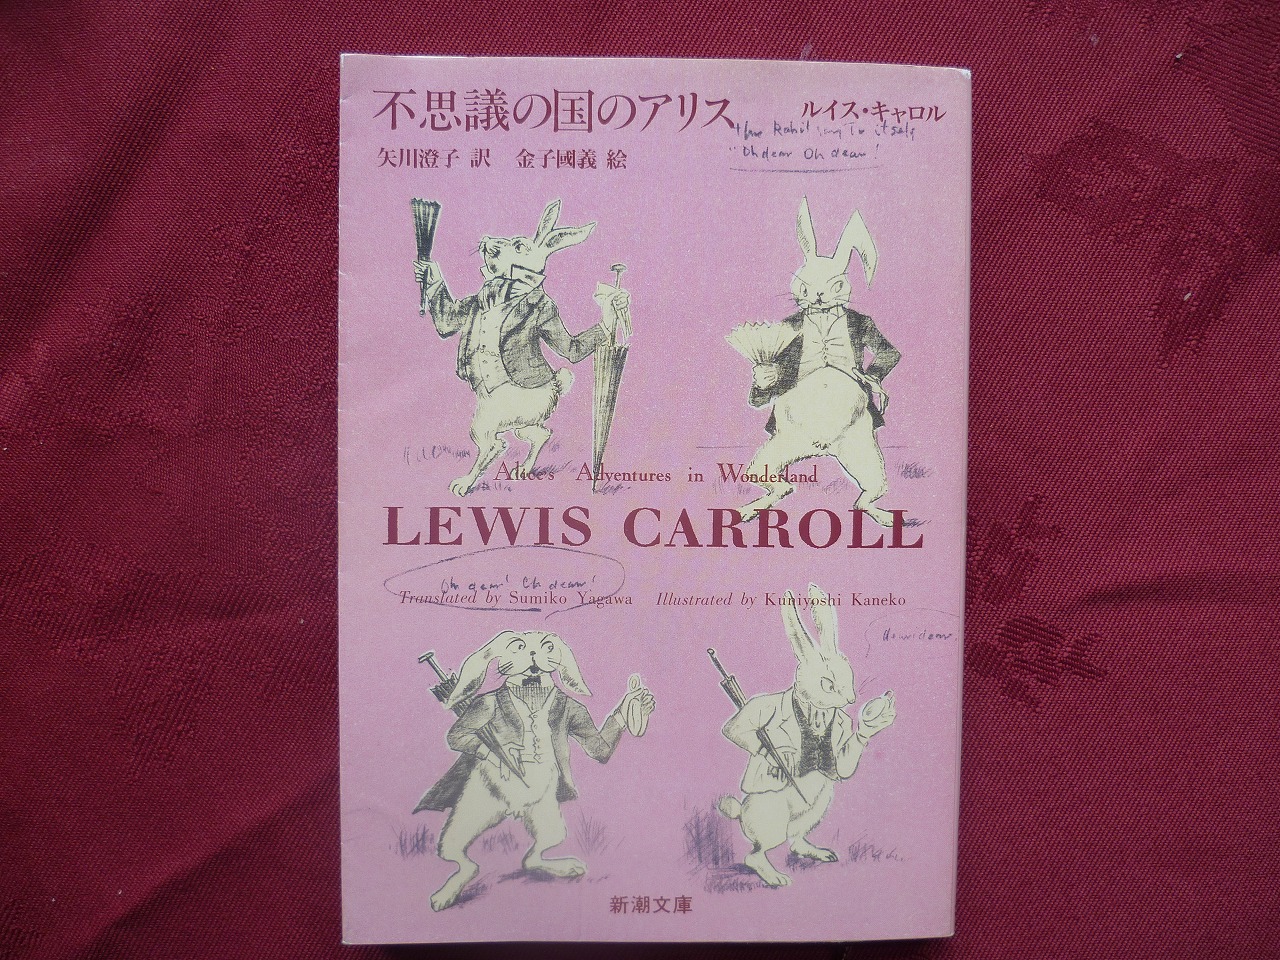 不思議の国のアリス
ルイス・キャロル
矢川澄子 訳　金子國義 絵
to itself
"Oh dear Oh dear!
Alice's Adventures in Wonderland
LEWIS CARROLL
Oh dear! Oh dear!
Translated by Sumiko Yagawa Illustrated by Kuniyoshi Kaneko
新潮文庫